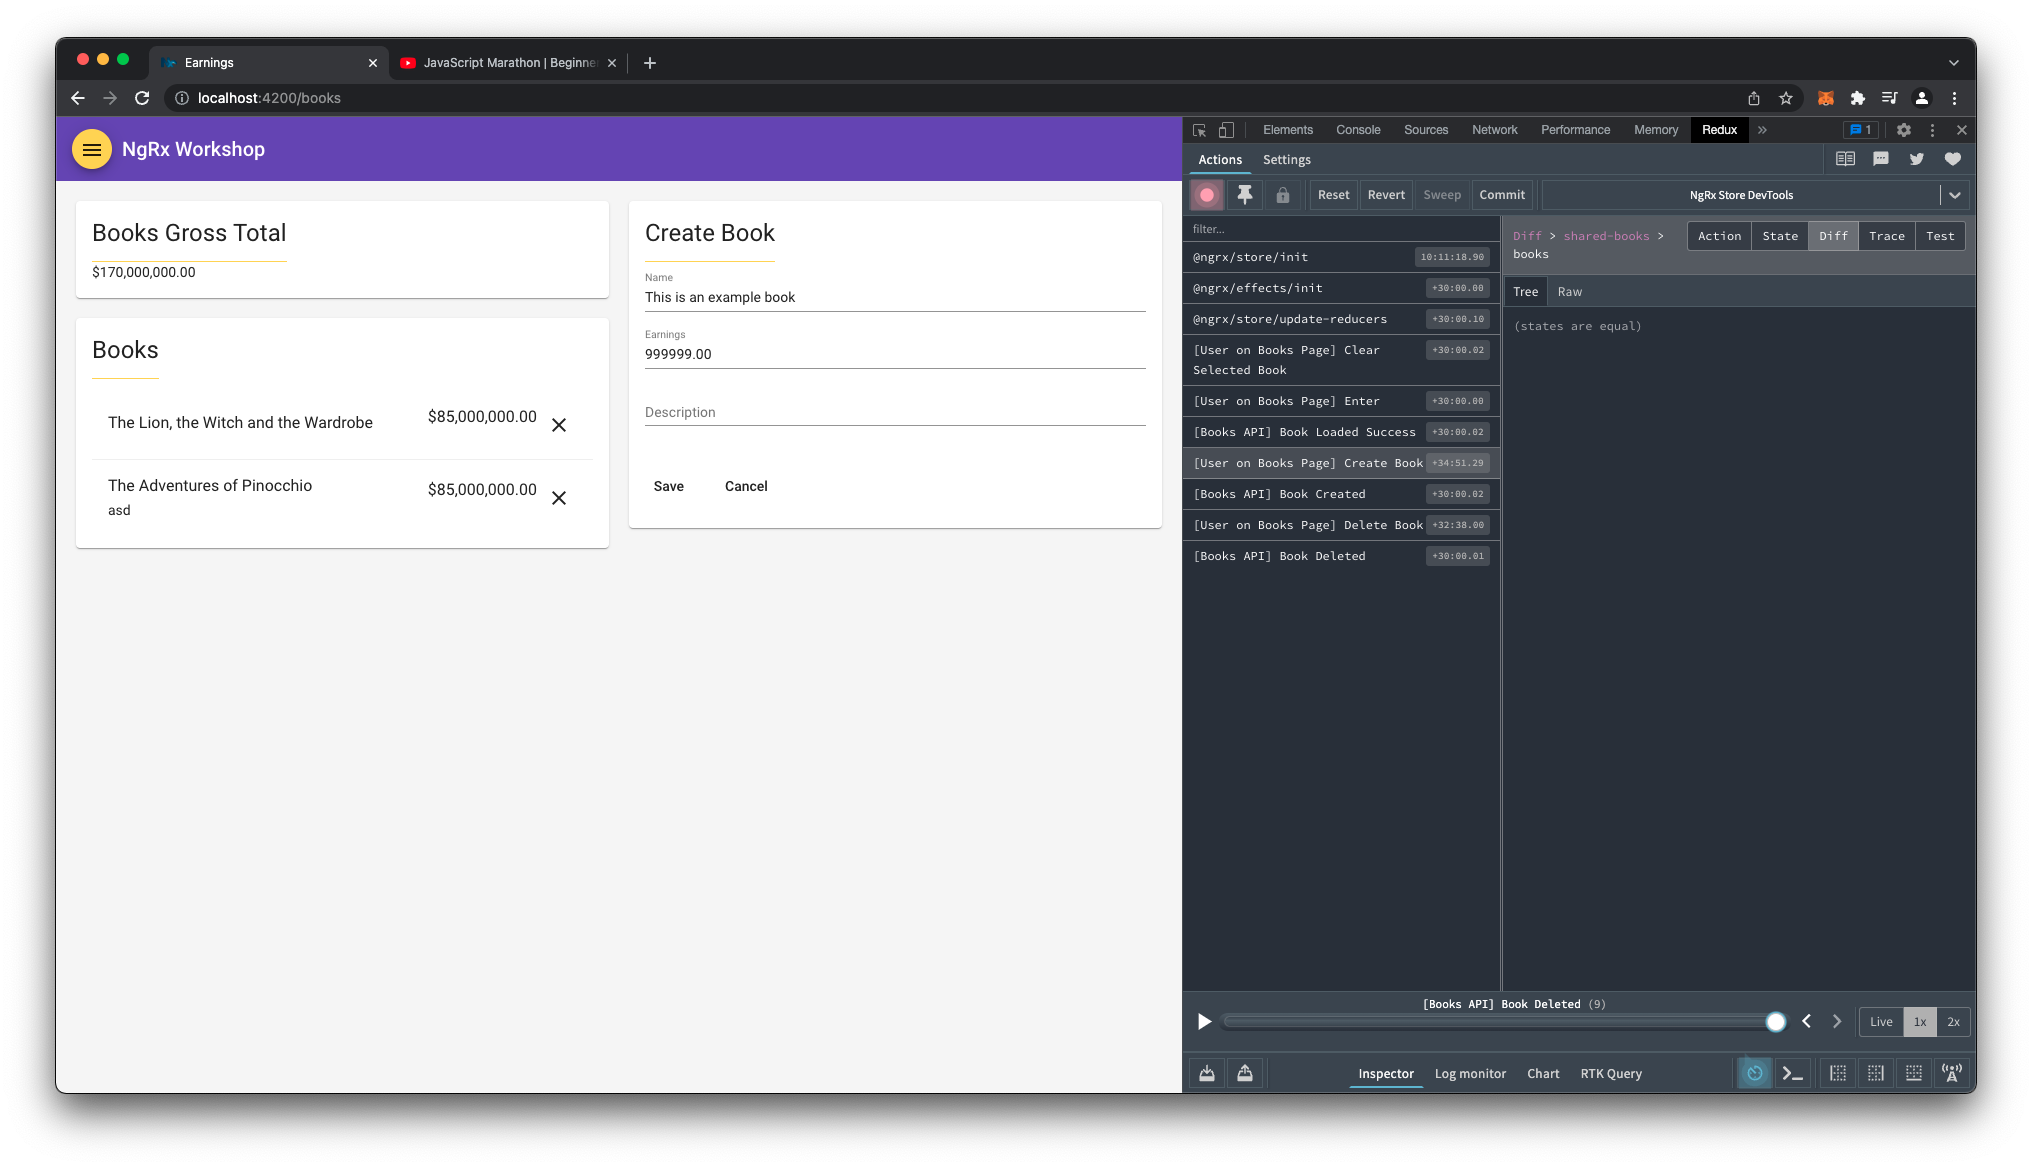 Earnings
JavaScript Marathon | Beginne
localhost:4200/books
NgRx Workshop
Books Gross Total
$170,000,000.00
Books
The Lion, the Witch and the Wardrobe
$85,000,000.00
The Adventures of Pinocchio
$85,000,000.00
asd
Create Book
Name
This is an example book
Earnings
999999.00
Description
Save Cancel
Elements Console Sources Network Performance Memory Redux » 1
Actions Settings
Reset Revert Sweep Commit NgRx Store DevTools
filter...
@ngrx/store/init 10:11:18.90
@ngrx/effects/init +30:00.00
@ngrx/store/update-reducers +30:00.10
[User on Books Page] Clear +30:00.02
Selected Book
[User on Books Page] Enter +30:00.00
[Books API] Book Loaded Success +30:00.02
[User on Books Page] Create Book +34:51.29
[Books API] Book Created +30:00.02
[User on Books Page] Delete Book +32:38.00
[Books API] Book Deleted +30:00.01
Diff > shared-books >
books
Action State Diff Trace Test
Tree Raw
(states are equal)
[Books API] Book Deleted (9)
Live 1x 2x
Inspector Log monitor Chart RTK Query